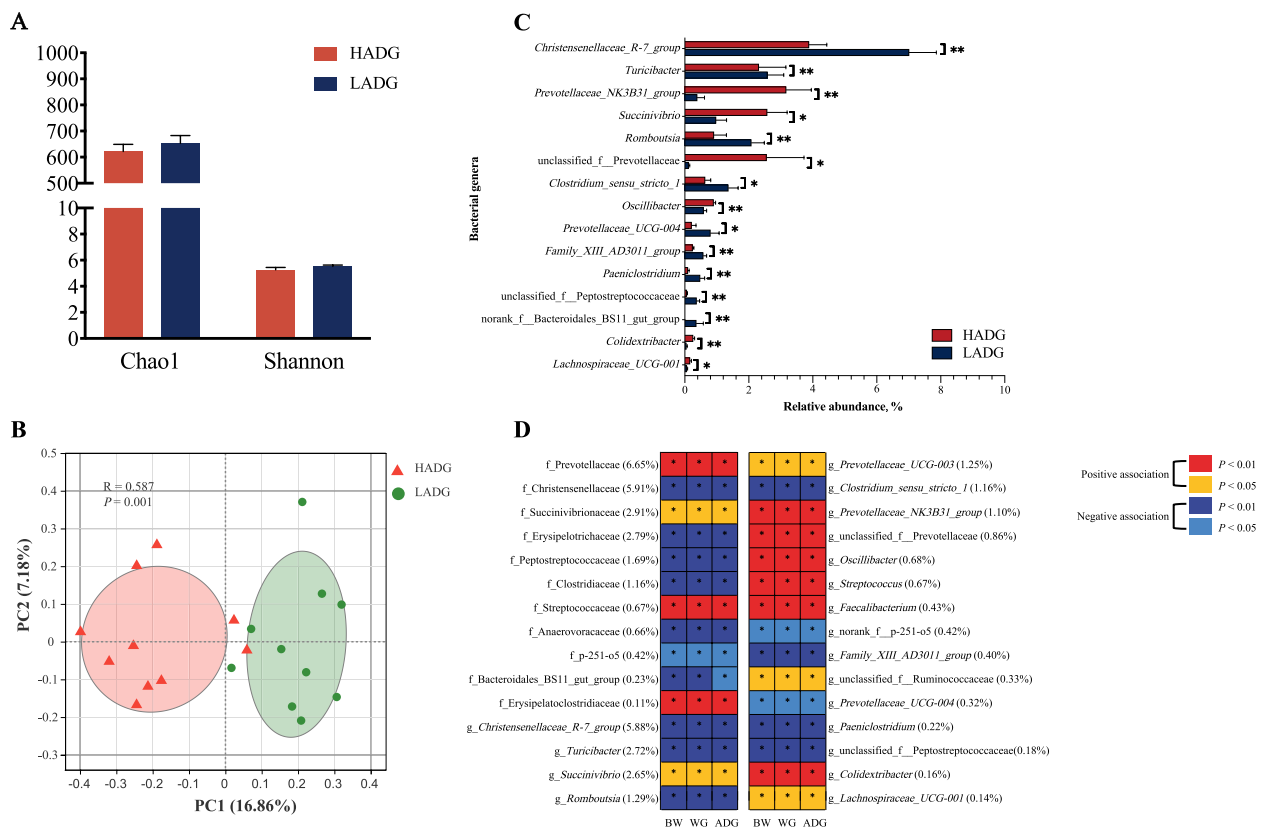 A
HADG
LADG
1000
900
800
700
600
500
10
8
6
4
2
0
Chao1
Shannon
B
HADG
LADG
R = 0.587
P = 0.001
0.5
0.4
0.3
0.2
0.1
0
-0.1
-0.2
-0.3
-0.4
-0.3
-0.2
-0.1
0
0.1
0.2
0.3
0.4
PC2 (7.18%)
PC1 (16.86%)
C
Bacterial genera
Christensenellaceae_R-7_group **
Turicibacter **
Prevotellaceae_NK3B31_group **
Succinivibrio *
Romboutsia **
unclassified_f__Prevotellaceae *
Clostridium_sensu_stricto_1 *
Oscillibacter **
Prevotellaceae_UCG-004 *
Family_XIII_AD3011_group **
Paeniclostridium **
unclassified_f__Peptostreptococcaceae **
norank_f__Bacteroidales_BS11_gut_group **
Colidextribacter **
Lachnospiraceae_UCG-001 *
HADG
LADG
0 2 4 6 8 10
Relative abundance, %
D
f_Prevotellaceae (6.65%) * * *
f_Christensenellaceae (5.91%) * * *
f_Succinivibrionaceae (2.91%) * * *
f_Erysipelotrichaceae (2.79%) * * *
f_Peptostreptococcaceae (1.69%) * * *
f_Clostridiaceae (1.16%) * * *
f_Streptococcaceae (0.67%) * * *
f_Anaerovoracaceae (0.66%) * * *
f_p-251-o5 (0.42%) * * *
f_Bacteroidales_BS11_gut_group (0.23%) * * *
f_Erysipelatoclostridiaceae (0.11%) * * *
g_Christensenellaceae_R-7_group (5.88%) * * *
g_Turicibacter (2.72%) * * *
g_Succinivibrio (2.65%) * * *
g_Romboutsia (1.29%) * * *
BW WG ADG
* * * g_Prevotellaceae_UCG-003 (1.25%)
* * * g_Clostridium_sensu_stricto_1 (1.16%)
* * * g_Prevotellaceae_NK3B31_group (1.10%)
* * * g_unclassified_f__Prevotellaceae (0.86%)
* * * g_Oscillibacter (0.68%)
* * * g_Streptococcus (0.67%)
* * * g_Faecalibacterium (0.43%)
* * * g_norank_f__p-251-o5 (0.42%)
* * * g_Family_XIII_AD3011_group (0.40%)
* * * g_unclassified_f__Ruminococcaceae (0.33%)
* * * g_Prevotellaceae_UCG-004 (0.32%)
* * * g_Paeniclostridium (0.22%)
* * * g_unclassified_f__Peptostreptococcaceae(0.18%)
* * * g_Colidextribacter (0.16%)
* * * g_Lachnospiraceae_UCG-001 (0.14%)
BW WG ADG
Positive association
P < 0.01
P < 0.05
Negative association
P < 0.01
P < 0.05